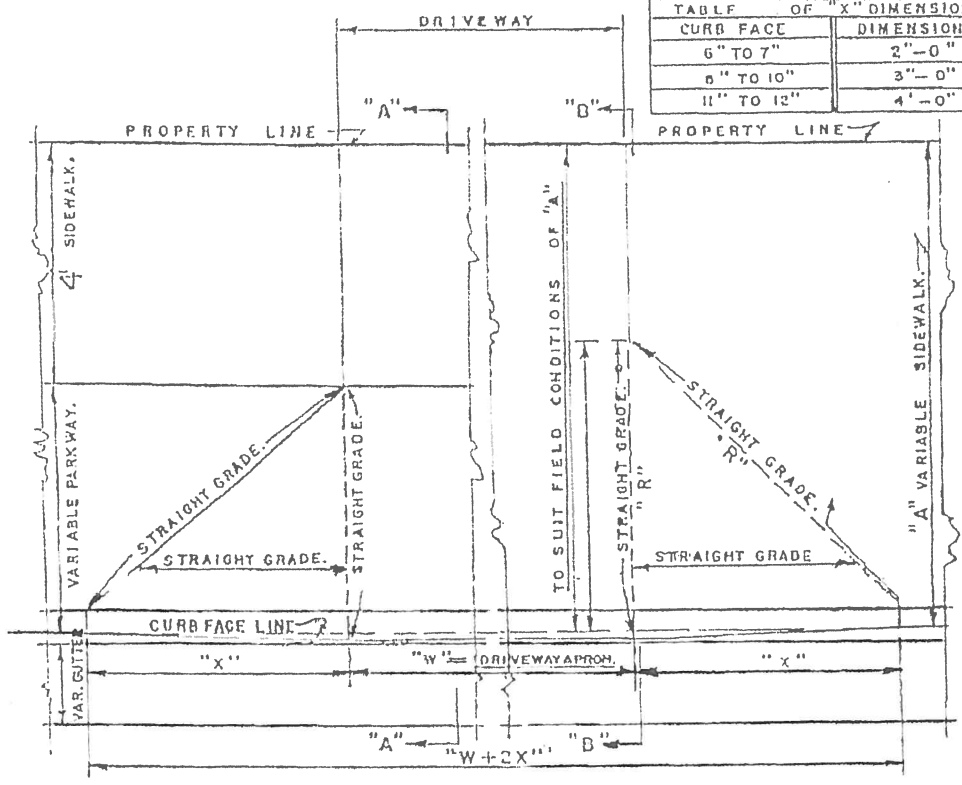 TABLE OF "X" DIMENSIO
CURB FACE DIMENSION
6" TO 7" 2"-0"
8" TO 10" 3"-0"
11" TO 12" 4'-0"
DRIVEWAY
"A" "B"
PROPERTY LINE PROPERTY LINE
4' SIDEWALK.
VARIABLE PARKWAY.
VAR. GUTTER
STRAIGHT GRADE.
STRAIGHT GRADE.
STRAIGHT GRADE.
TO SUIT FIELD CONDITIONS OF "A"
STRAIGHT GRADE.
"R"
STRAIGHT GRADE.
"R"
STRAIGHT GRADE
"A" VARIABLE SIDEWALK.
CURB FACE LINE
"X" "W"= DRIVEWAY APRON. "X"
"A" "B"
"W+2X"